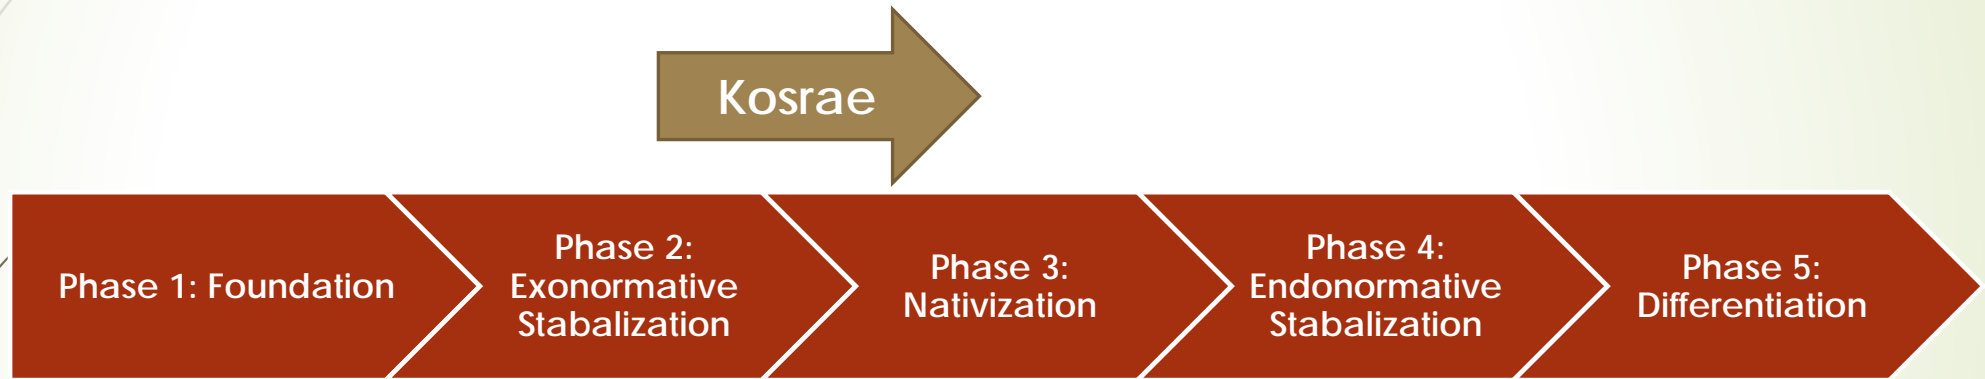 Kosrae
Phase 1: Foundation
Phase 2:
Exonormative
Stabalization
Phase 3:
Nativization
Phase 4:
Endonormative
Stabalization
Phase 5:
Differentiation